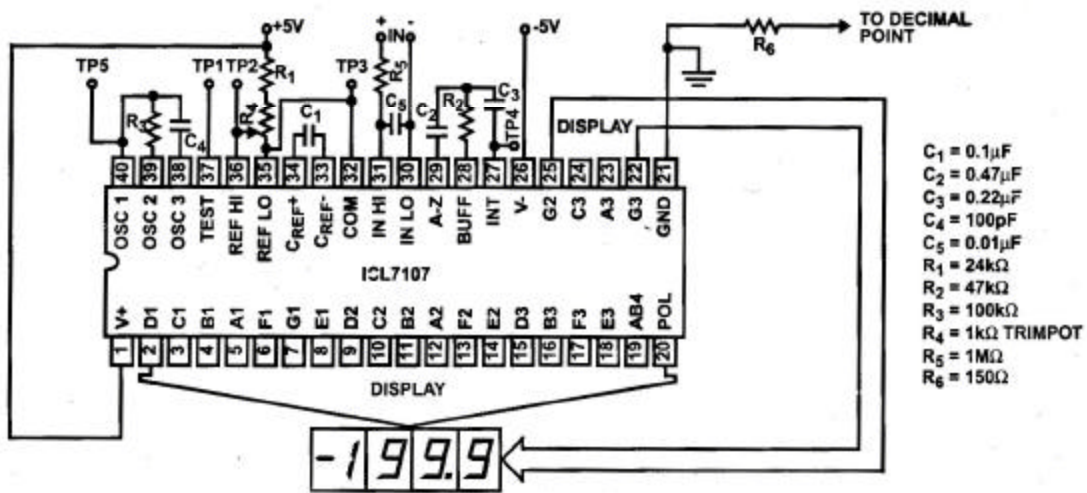 +5V
+ IN -
-5V
TO DECIMAL
POINT
R6
TP5
TP1
TP2
TP3
TP4
R1
R3
R4
C4
C1
R5
C5
C2
R2
C3
DISPLAY
40 39 38 37 36 35 34 33 32 31 30 29 28 27 26 25 24 23 22 21
OSC 1
OSC 2
OSC 3
TEST
REF HI
REF LO
CREF+
CREF-
COM
IN HI
IN LO
A-Z
BUFF
INT
V-
G2
C3
A3
G3
GND
ICL7107
V+
D1
C1
B1
A1
F1
G1
E1
D2
C2
B2
A2
F2
E2
D3
B3
F3
E3
AB4
POL
1 2 3 4 5 6 7 8 9 10 11 12 13 14 15 16 17 18 19 20
DISPLAY
-199.9
C1 = 0.1μF
C2 = 0.47μF
C3 = 0.22μF
C4 = 100pF
C5 = 0.01μF
R1 = 24kΩ
R2 = 47kΩ
R3 = 100kΩ
R4 = 1kΩ TRIMPOT
R5 = 1MΩ
R6 = 150Ω